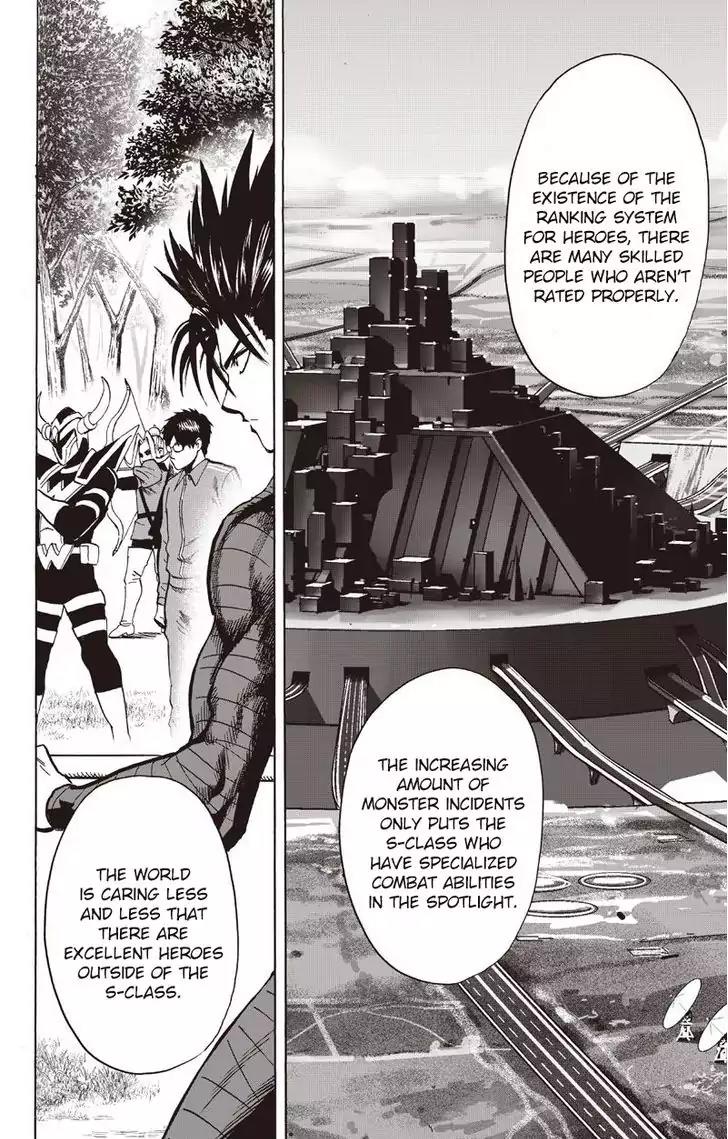 BECAUSE OF THE
EXISTENCE OF THE
RANKING SYSTEM
FOR HEROES, THERE
ARE MANY SKILLED
PEOPLE WHO AREN'T
RATED PROPERLY.
THE INCREASING
AMOUNT OF
MONSTER INCIDENTS
ONLY PUTS THE
S-CLASS WHO
HAVE SPECIALIZED
COMBAT ABILITIES
IN THE SPOTLIGHT.
THE WORLD
IS CARING LESS
AND LESS THAT
THERE ARE
EXCELLENT HEROES
OUTSIDE OF THE
S-CLASS.
W